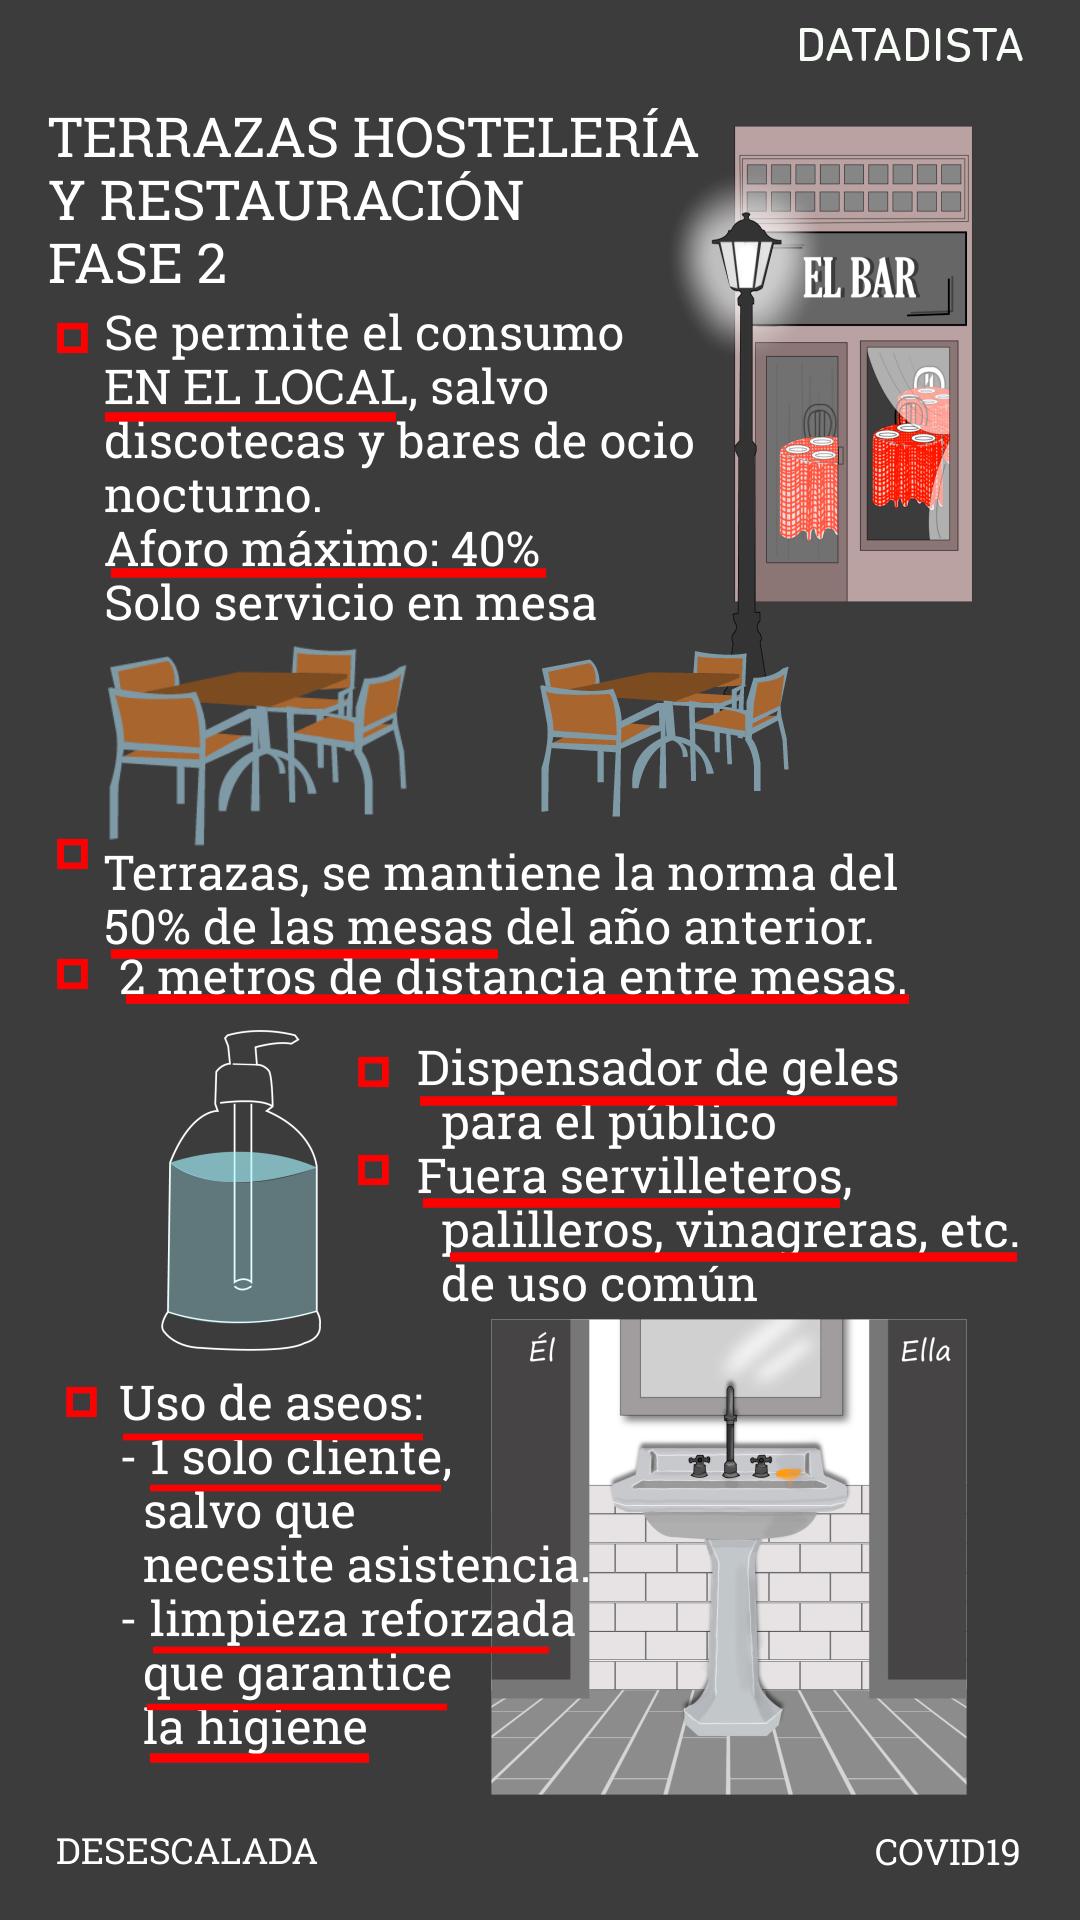 DATADISTA
TERRAZAS HOSTELERÍA
Y RESTAURACIÓN
FASE 2
EL BAR
Se permite el consumo
EN EL LOCAL, salvo
discotecas y bares de ocio
nocturno.
Aforo máximo: 40%
Solo servicio en mesa
Terrazas, se mantiene la norma del
50% de las mesas del año anterior.
2 metros de distancia entre mesas.
Dispensador de geles
para el público
Fuera servilleteros,
palilleros, vinagreras, etc.
de uso común
Él
Ella
Uso de aseos:
- 1 solo cliente,
salvo que
necesite asistencia.
- limpieza reforzada
que garantice
la higiene
DESESCALADA
COVID19